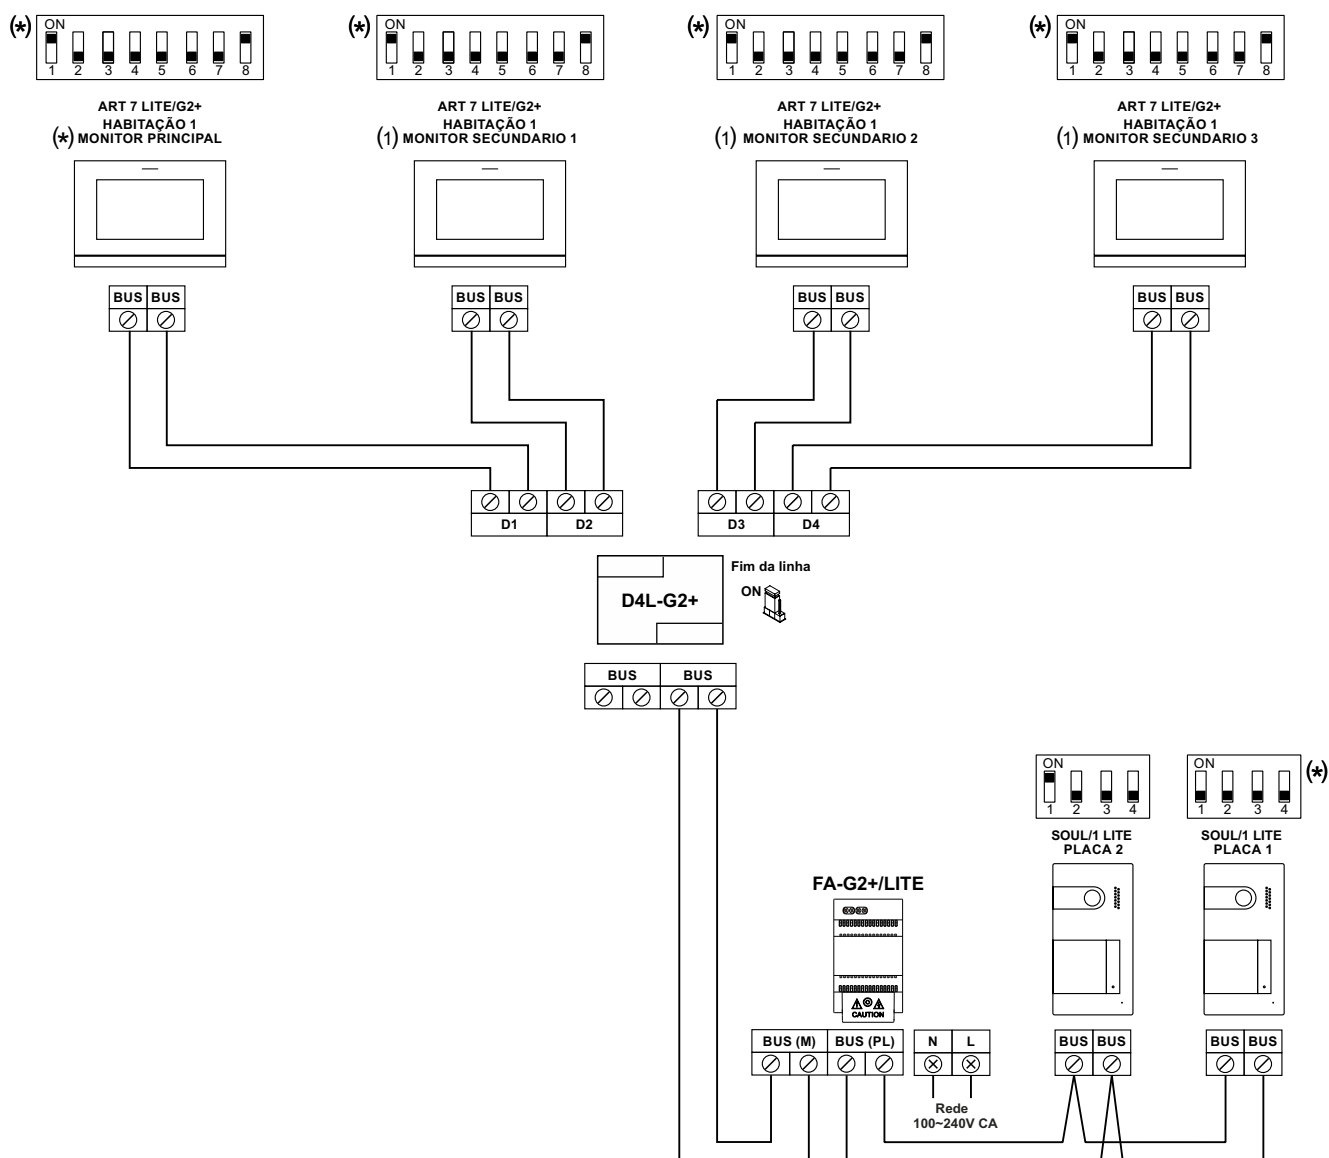 (*) ON (*) ON (*) ON (*) ON
1 2 3 4 5 6 7 8 1 2 3 4 5 6 7 8 1 2 3 4 5 6 7 8 1 2 3 4 5 6 7 8
ART 7 LITE/G2+
HABITAÇÃO 1
(*) MONITOR PRINCIPAL
ART 7 LITE/G2+
HABITAÇÃO 1
(1) MONITOR SECUNDARIO 1
ART 7 LITE/G2+
HABITAÇÃO 1
(1) MONITOR SECUNDARIO 2
ART 7 LITE/G2+
HABITAÇÃO 1
(1) MONITOR SECUNDARIO 3
BUS BUS BUS BUS BUS BUS BUS BUS
D1 D2 D3 D4
Fim da linha
ON
D4L-G2+
BUS BUS
ON ON (*)
1 2 3 4 1 2 3 4
SOUL/1 LITE
PLACA 2
SOUL/1 LITE
PLACA 1
FA-G2+/LITE
CAUTION
BUS (M) BUS (PL) N L BUS BUS BUS BUS
Rede
100~240V CA